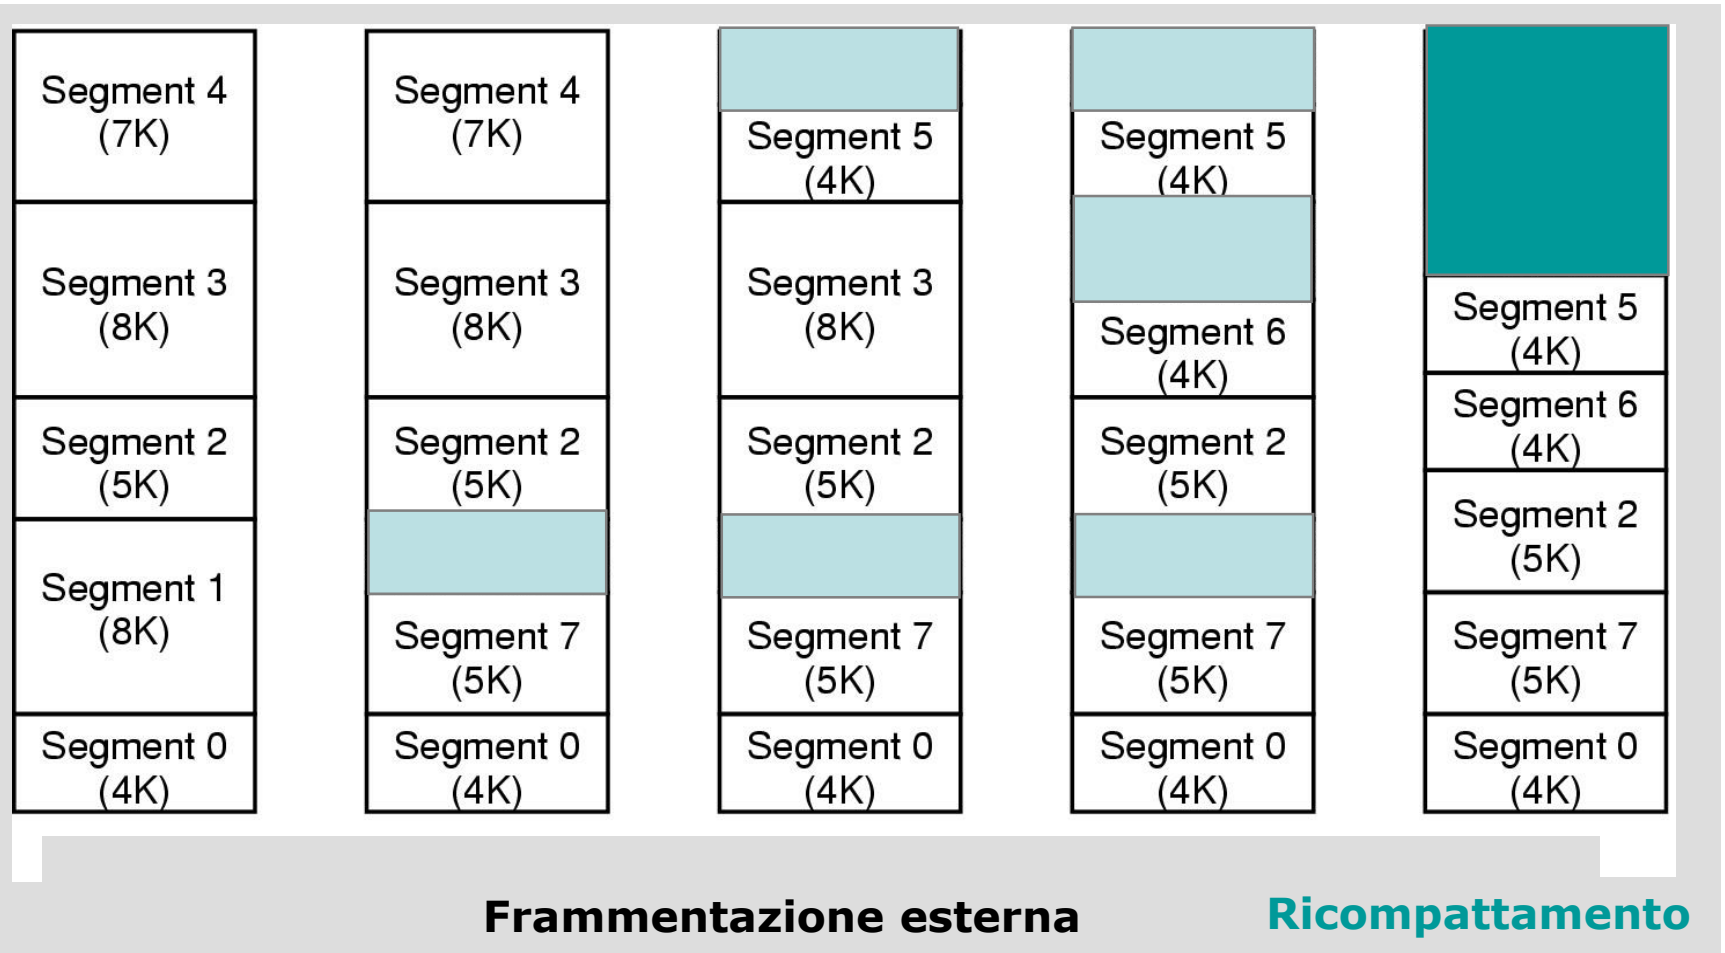 Segment 4
(7K)
Segment 3
(8K)
Segment 2
(5K)
Segment 1
(8K)
Segment 0
(4K)
Segment 4
(7K)
Segment 3
(8K)
Segment 2
(5K)
Segment 7
(5K)
Segment 0
(4K)
Segment 5
(4K)
Segment 3
(8K)
Segment 2
(5K)
Segment 7
(5K)
Segment 0
(4K)
Segment 5
(4K)
Segment 6
(4K)
Segment 2
(5K)
Segment 7
(5K)
Segment 0
(4K)
Segment 5
(4K)
Segment 6
(4K)
Segment 2
(5K)
Segment 7
(5K)
Segment 0
(4K)
Frammentazione esterna
Ricompattamento